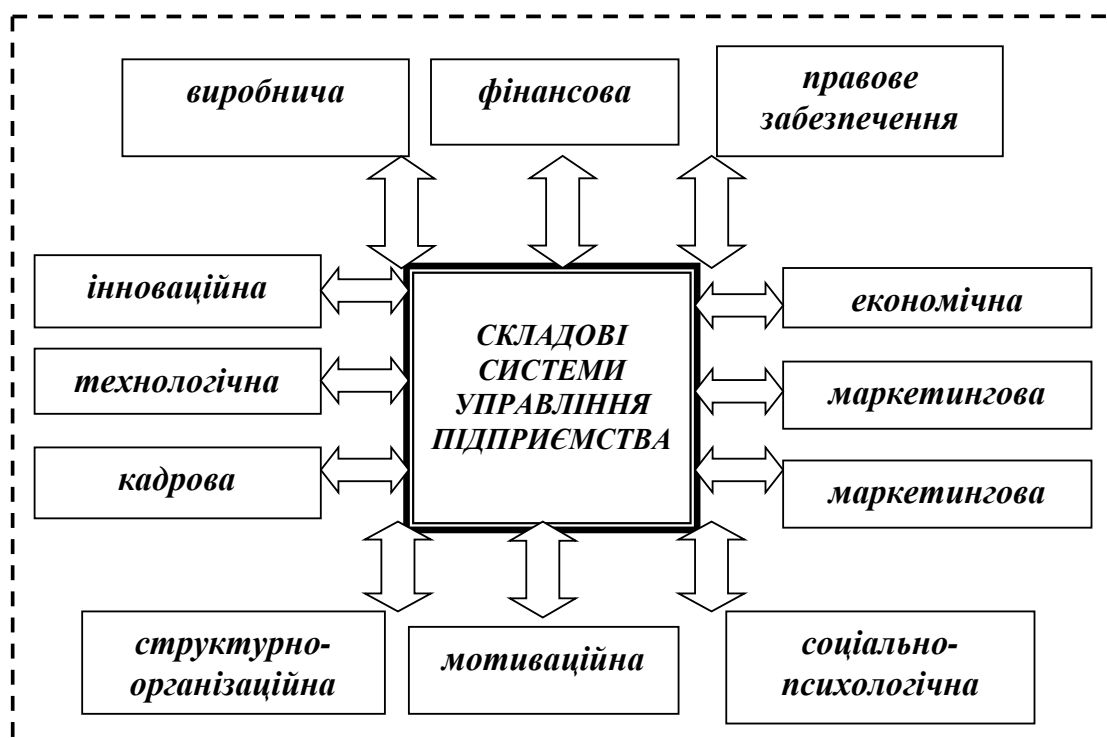 виробнича
фінансова
правове
забезпечення
інноваційна
економічна
СКЛАДОВІ
СИСТЕМИ
УПРАВЛІННЯ
ПІДПРИЄМСТВА
технологічна
маркетингова
кадрова
маркетингова
структурно-
організаційна
мотиваційна
соціально-
психологічна